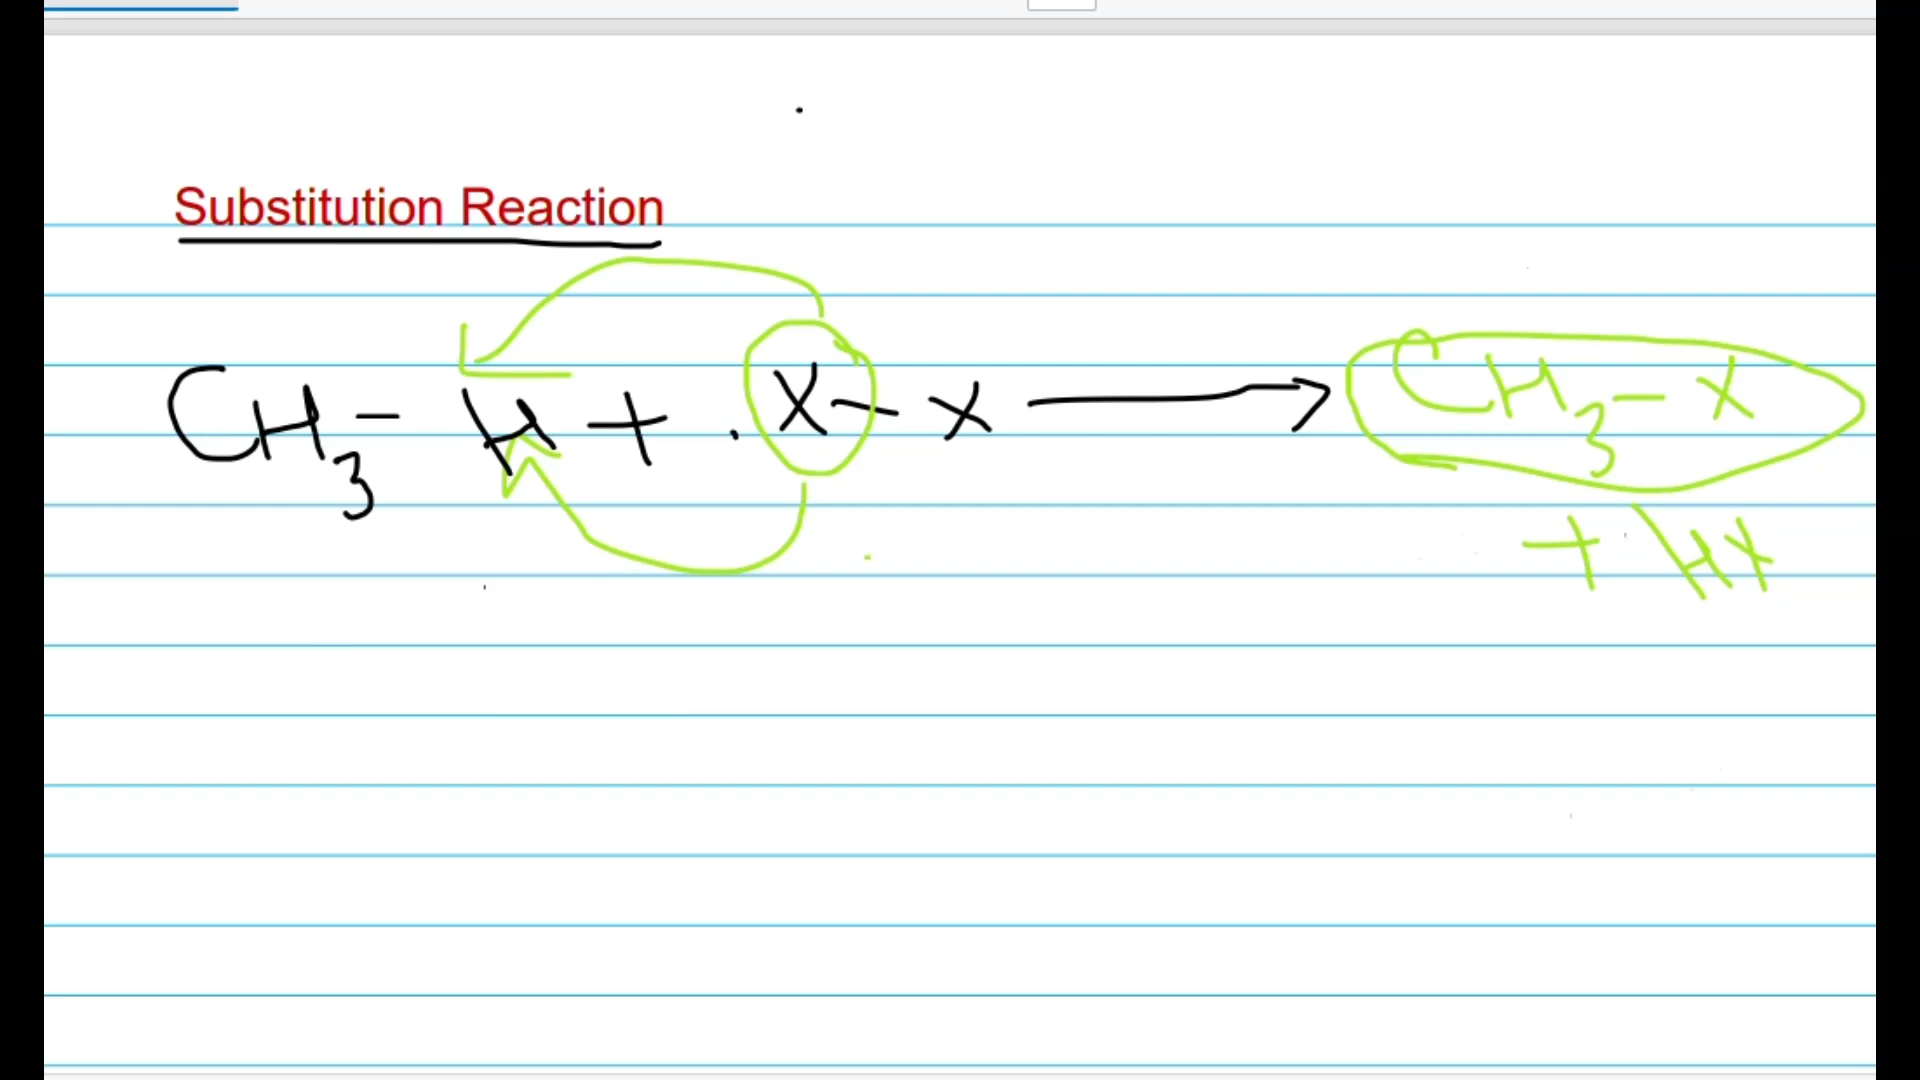 Substitution Reaction
CH3 - H + . X - X ⟶ CH3 - X
+ HX